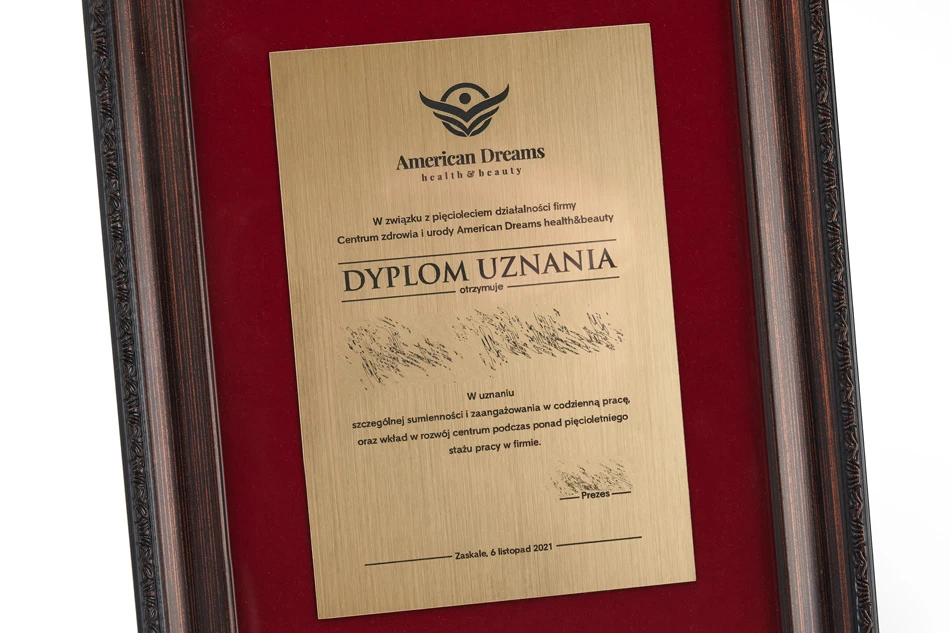 American Dreams
health & beauty
W związku z pięcioleciem działalności firmy
Centrum zdrowia i urody American Dreams health&beauty
DYPLOM UZNANIA
otrzymuje
W uznaniu
szczególnej sumienności i zaangażowania w codzienną pracę,
oraz wkład w rozwój centrum podczas ponad pięcioletniego
stażu pracy w firmie.
Prezes
Zaskale, 6 listopad 2021